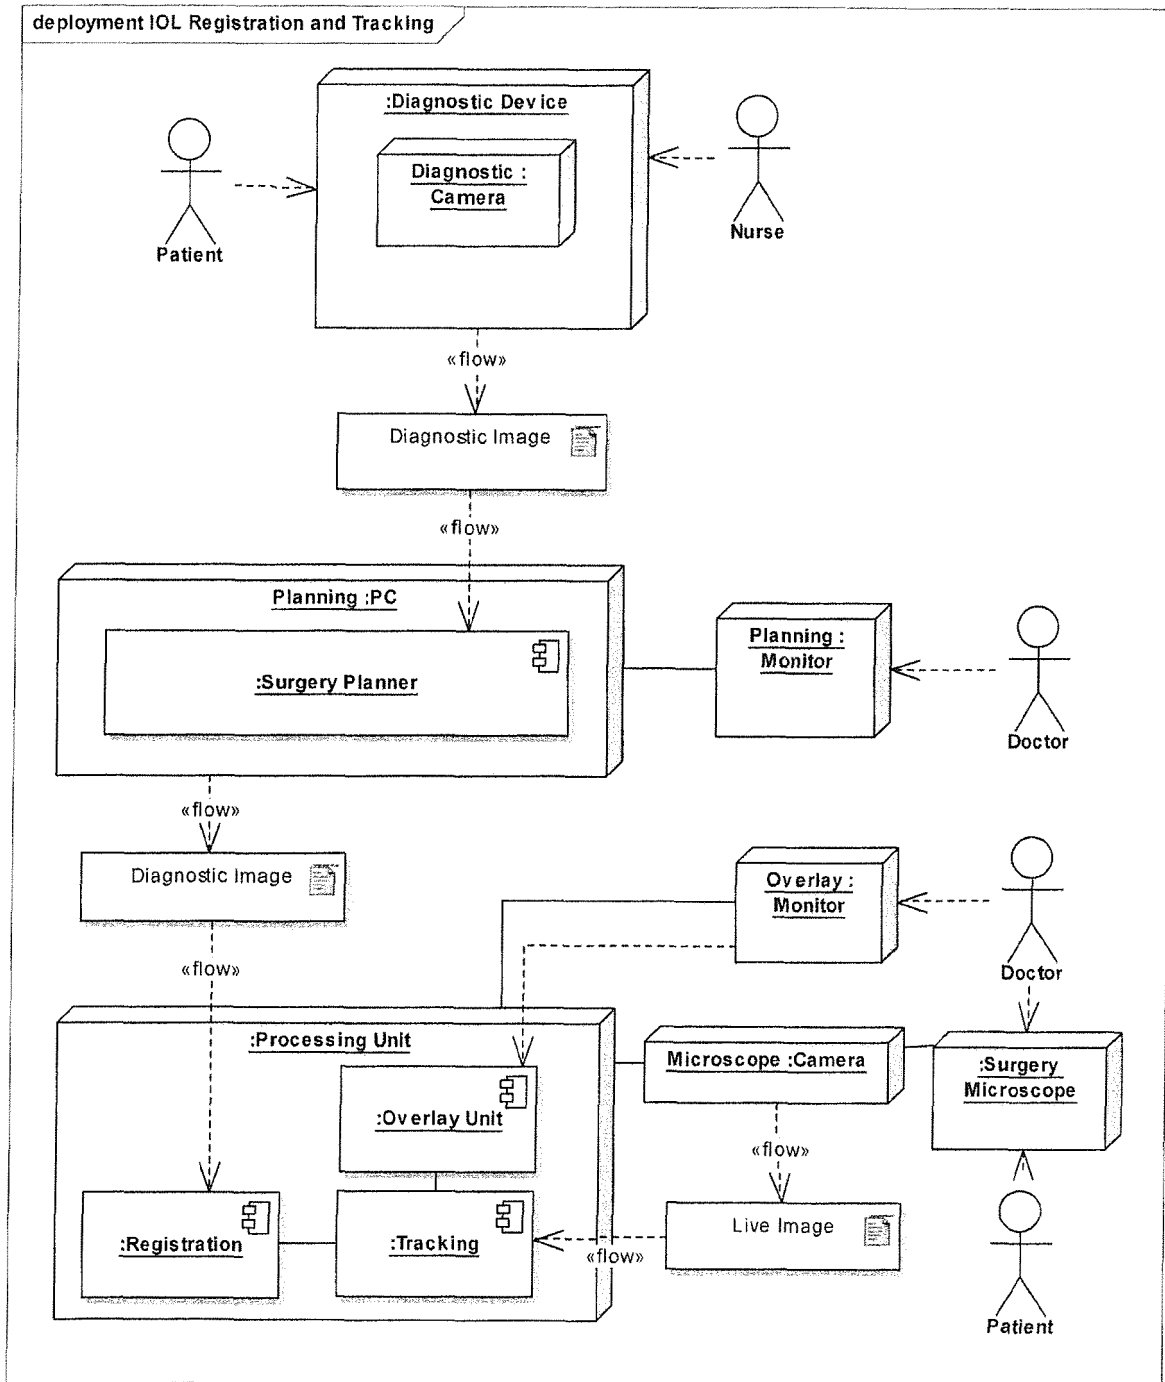 deployment IOL Registration and Tracking
:Diagnostic Device
Diagnostic :
Camera
Patient
Nurse
«flow»
Diagnostic Image
«flow»
Planning :PC
:Surgery Planner
Planning :
Monitor
Doctor
«flow»
Diagnostic Image
«flow»
Overlay :
Monitor
Doctor
:Processing Unit
:Overlay Unit
Microscope :Camera
:Surgery
Microscope
«flow»
:Registration
:Tracking
Live Image
«flow»
Patient